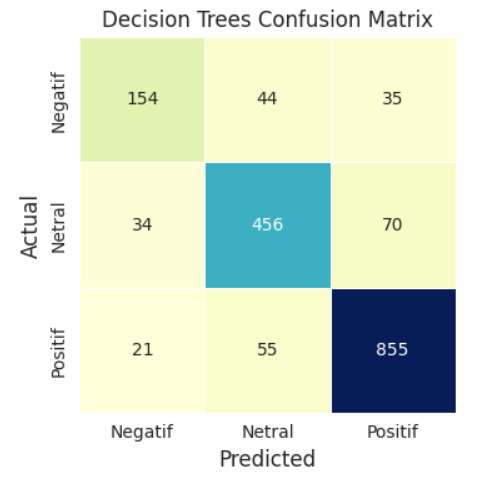 Decision Trees Confusion Matrix
Actual
Negatif
154 44 35
Netral
34 456 70
Positif
21 55 855
Negatif Netral Positif
Predicted